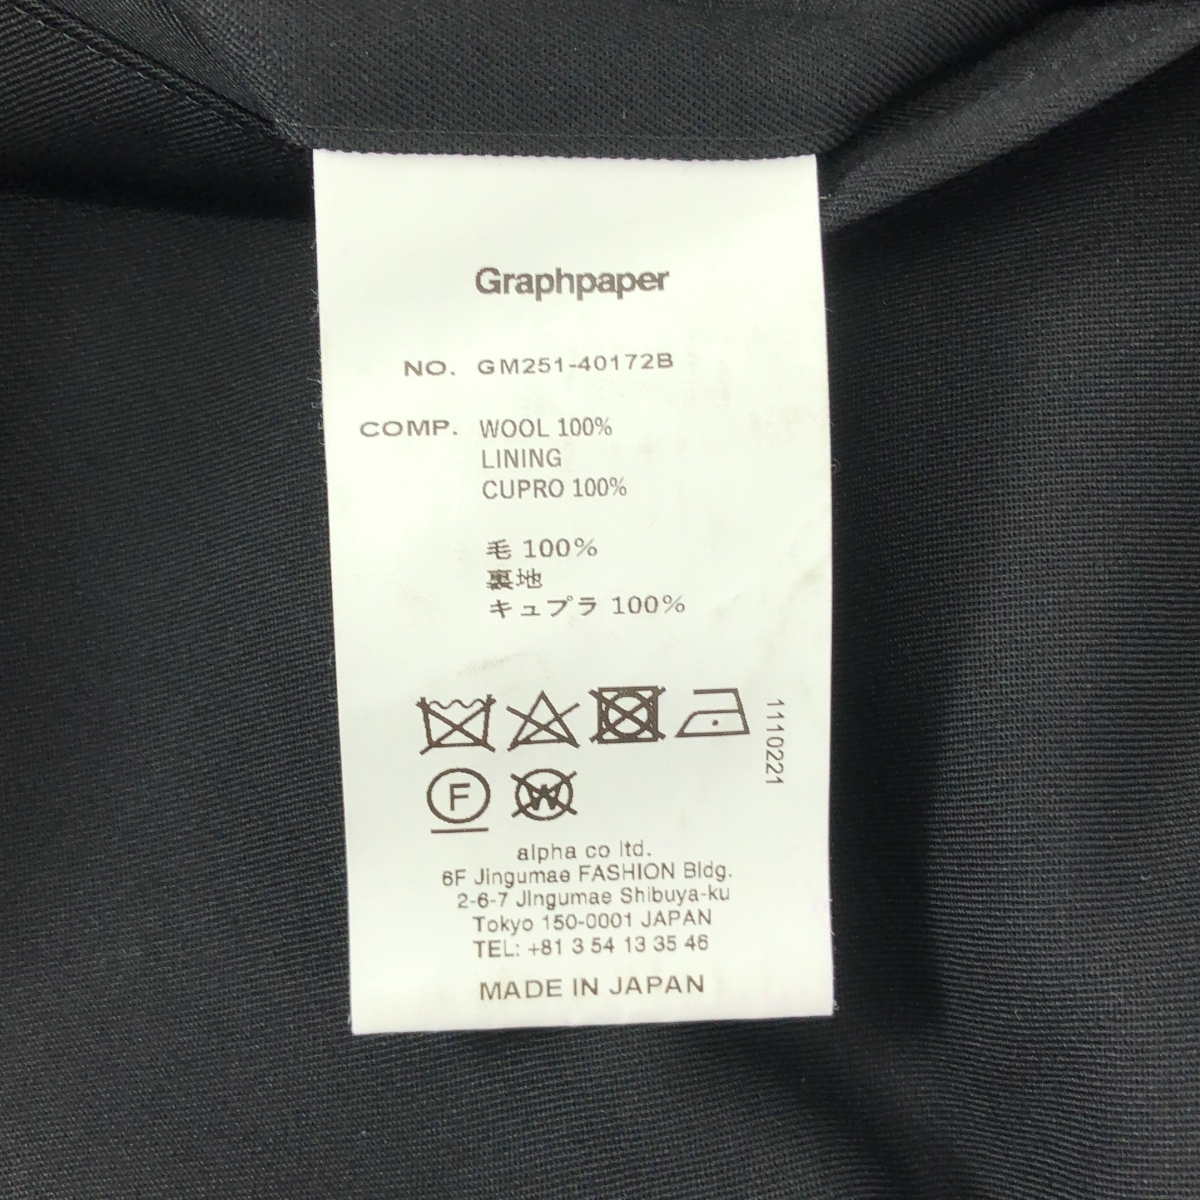 Graphpaper
NO. GM251-40172B
COMP. WOOL 100%
LINING
CUPRO 100%
毛 100%
裏地
キュプラ 100%
1110221
F
W
alpha co ltd.
6F Jingumae FASHION Bldg.
2-6-7 Jingumae Shibuya-ku
Tokyo 150-0001 JAPAN
TEL: +81 3 54 13 35 46
MADE IN JAPAN